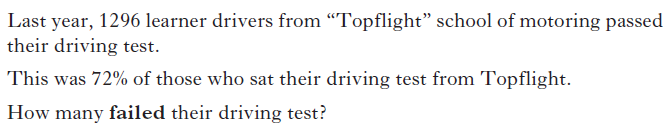 Last year, 1296 learner drivers from “Topflight” school of motoring passed
their driving test.
This was 72% of those who sat their driving test from Topflight.
How many failed their driving test?